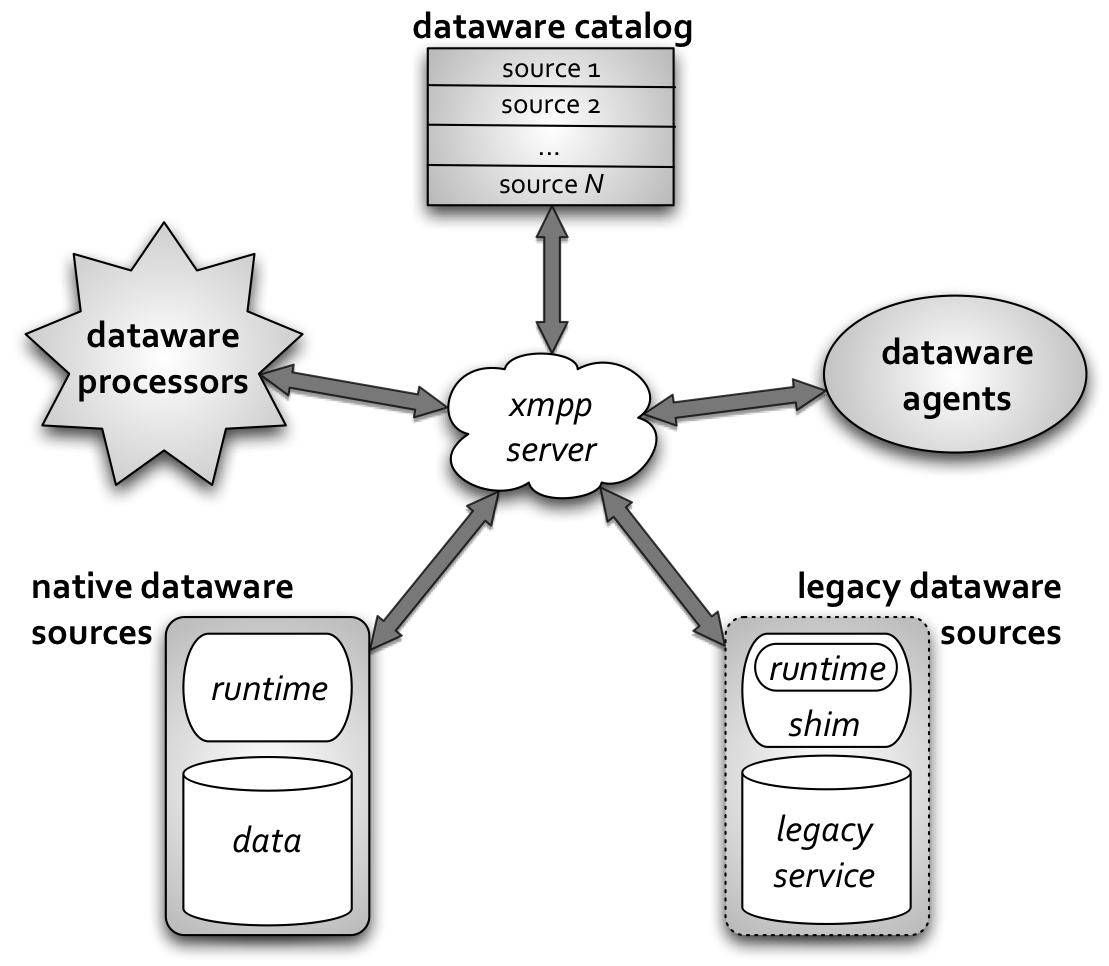 dataware catalog
source 1
source 2
...
source N
dataware
processors
dataware
agents
xmpp
server
native dataware
sources
runtime
data
legacy dataware
sources
runtime
shim
legacy
service